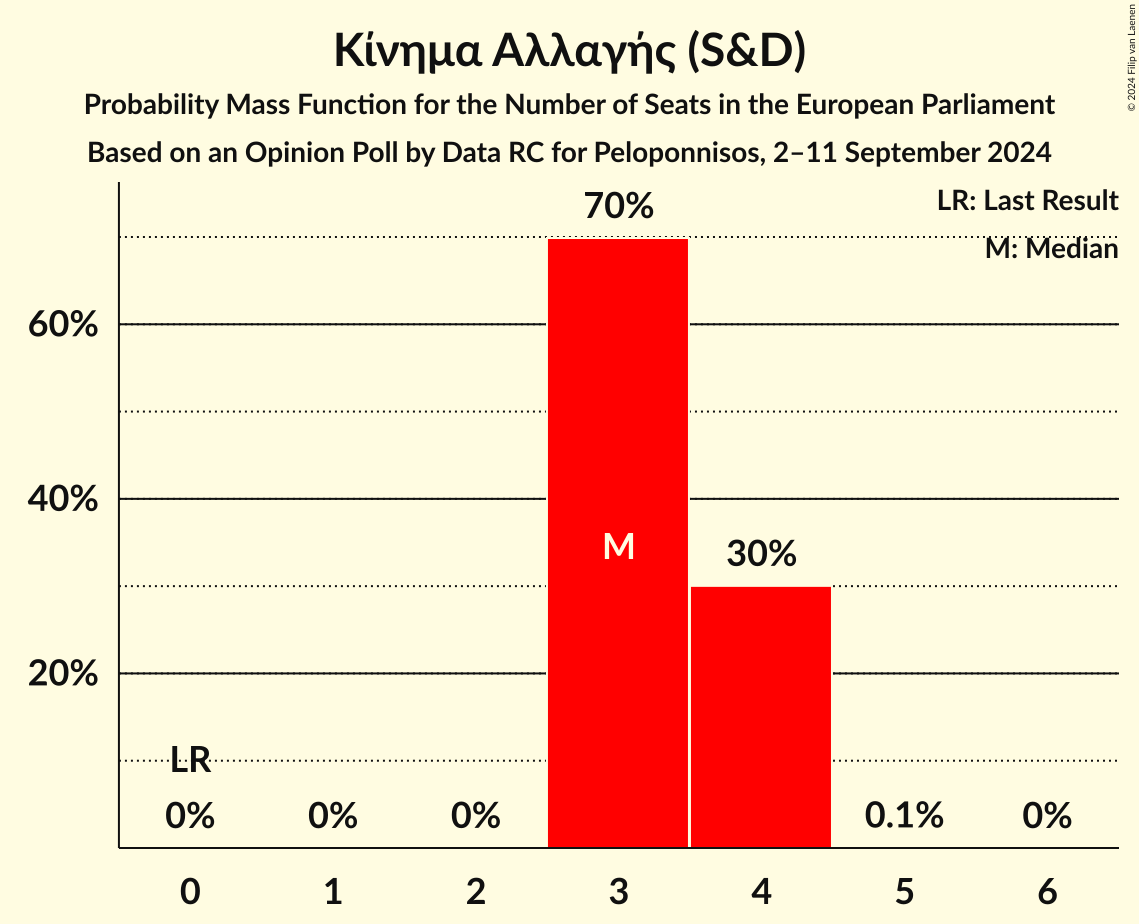 Κίνημα Αλλαγής (S&D)
Probability Mass Function for the Number of Seats in the European Parliament
Based on an Opinion Poll by Data RC for Peloponnisos, 2–11 September 2024
© 2024 Filip van Laenen
LR: Last Result
M: Median
70%
60%
40%
M
30%
20%
LR
0% 0% 0% 0.1% 0%
0 1 2 3 4 5 6